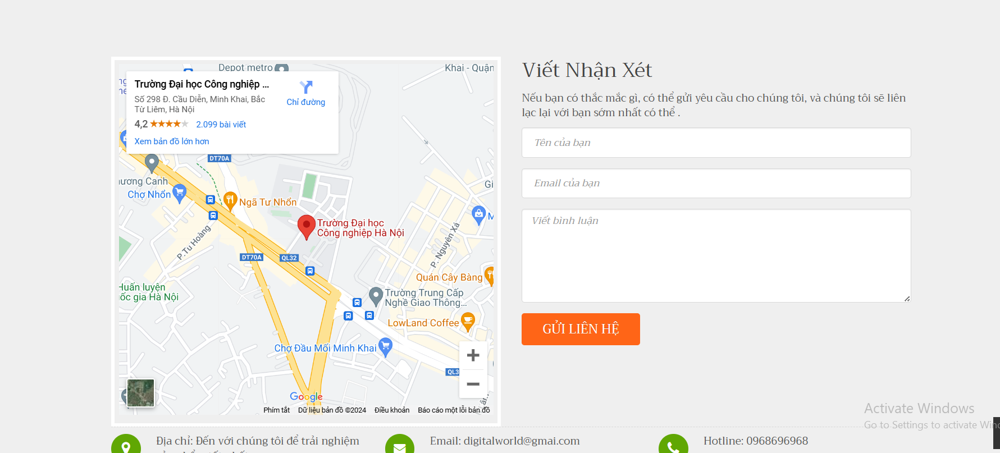 Depot metro
Khai - Quận
Trường Đại học Công nghiệp ...
Số 298 Đ. Cầu Diễn, Minh Khai, Bắc
Từ Liêm, Hà Nội
4,2
2.099 bài viết
Xem bản đồ lớn hơn
Chỉ đường
DT70A
Chợ Nhổn
Ngã Tư Nhổn
Trường Đại học
Công nghiệp Hà Nội
P. Tu Hoàng
P. Nguyên Xá
DT70A
QL32
Quán Cây Bàng
Huấn luyện
ốc gia Hà Nội
Trường Trung Cấp
Nghề Giao Thông...
LowLand Coffee
Chợ Đầu Mối Minh Khai
QL3
Google
Phím tắt
Dữ liệu bản đồ ©2024
Điều khoản
Báo cáo một lỗi bản đồ
Viết Nhận Xét
Nếu bạn có thắc mắc gì, có thể gửi yêu cầu cho chúng tôi, và chúng tôi sẽ liên
lạc lại với bạn sớm nhất có thể .
Tên của bạn
Email của bạn
Viết bình luận
GỬI LIÊN HỆ
Activate Windows
Go to Settings to activate Win
Địa chỉ: Đến với chúng tôi để trải nghiệm
Email: digitalworld@gmai.com
Hotline: 0968696968